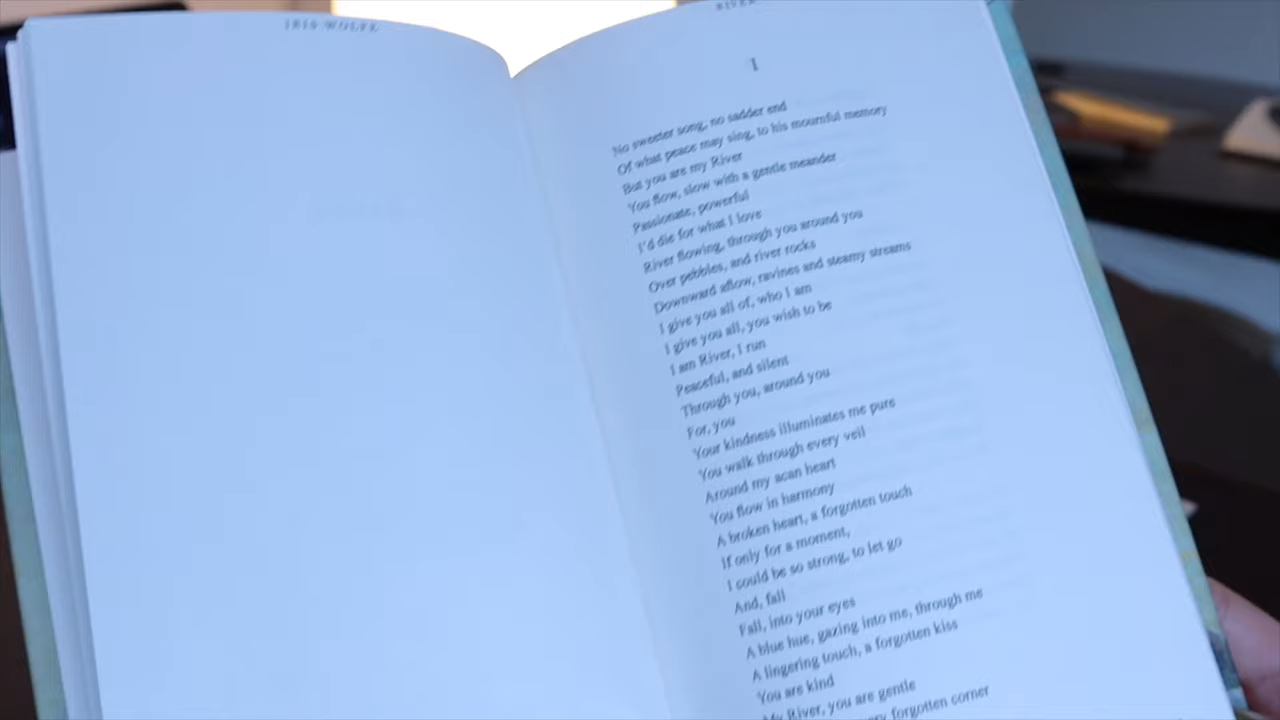 IRIS WOLFE
RIVER
I
No sweeter song, no sadder end
Of what peace may sing, to his mournful memory
But you are my River
You flow, slow with a gentle meander
Passionate, powerful
I'd die for what I love
River flowing, through you around you
Over pebbles, and river rocks
Downward aflow, ravines and steamy streams
I give you all of, who I am
I give you all, you wish to be
I am River, I run
Peaceful, and silent
Through you, around you
For, you
Your kindness illuminates me pure
You walk through every veil
Around my acan heart
You flow in harmony
A broken heart, a forgotten touch
If only for a moment,
I could be so strong, to let go
And, fall
Fall, into your eyes
A blue hue, gazing into me, through me
A lingering touch, a forgotten kiss
You are kind
My River, you are gentle
forgotten corner